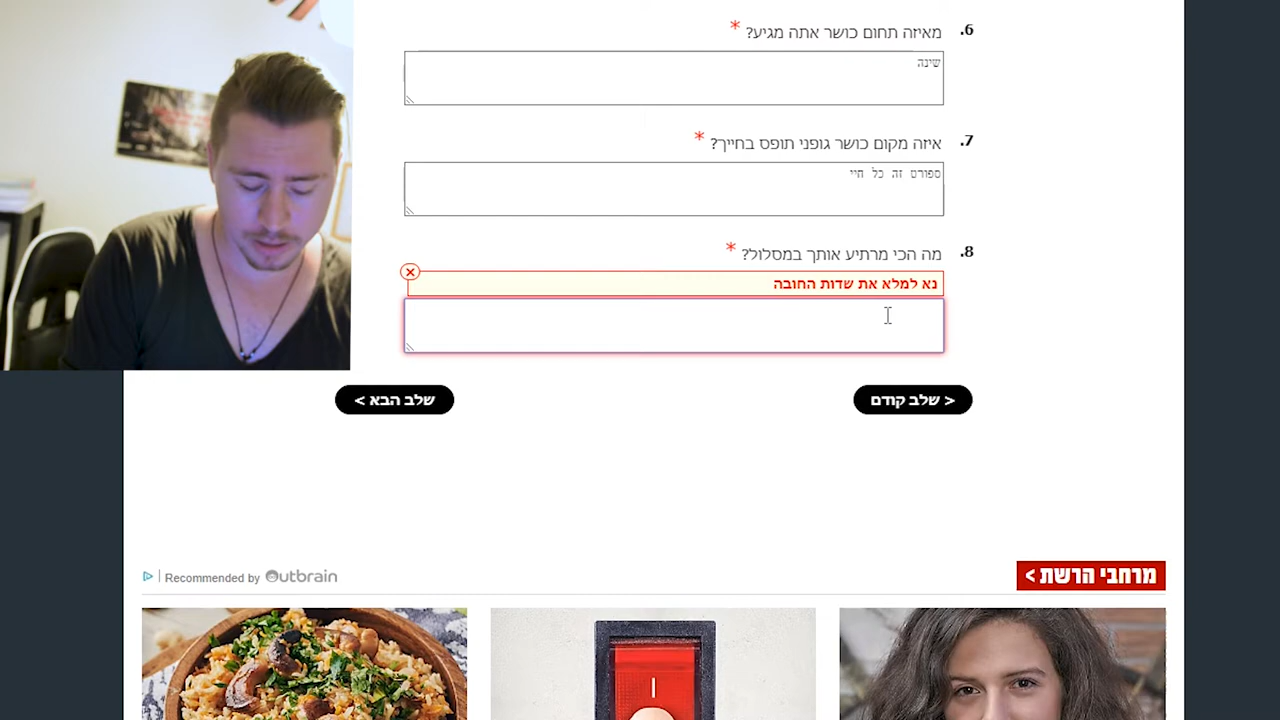 6. מאיזה תחום כושר אתה מגיע? *
שינה
7. איזה מקום כושר גופני תופס בחייך? *
ספורט זה כל חיי
8. מה הכי מרתיע אותך במסלול? *
נא למלא את שדות החובה
< שלב קודם
שלב הבא >
מרחבי הרשת >
Recommended by Outbrain